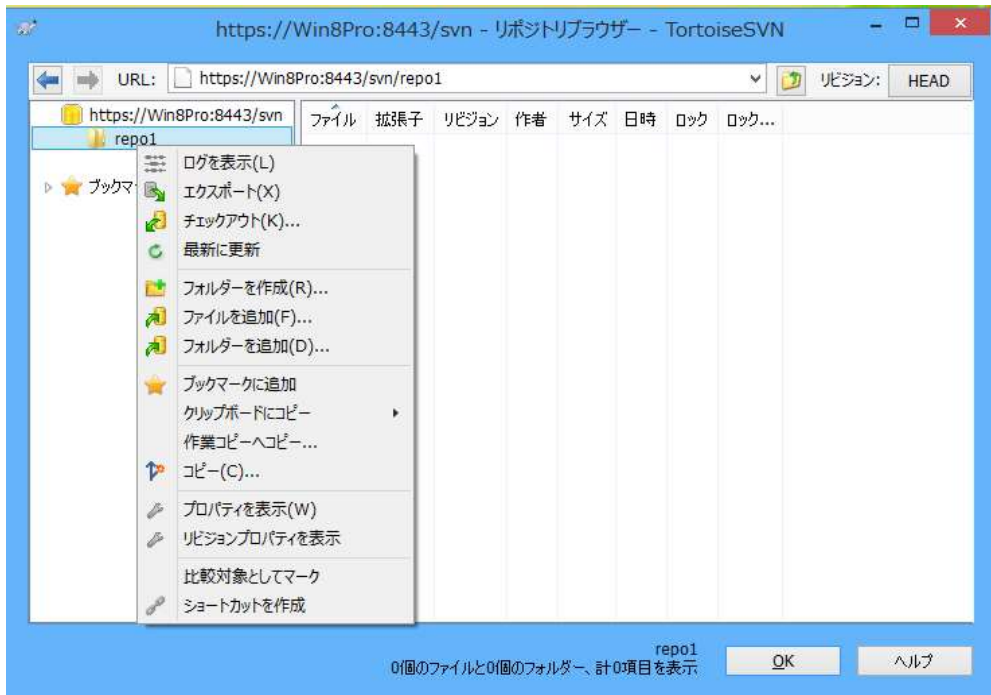 https://Win8Pro:8443/svn - リポジトリブラウザー - TortoiseSVN
URL: https://Win8Pro:8443/svn/repo1 リビジョン: HEAD
https://Win8Pro:8443/svn
repo1
ブックマ
ファイル 拡張子 リビジョン 作者 サイズ 日時 ロック ロック...
ログを表示(L)
エクスポート(X)
チェックアウト(K)...
最新に更新
フォルダーを作成(R)...
ファイルを追加(F)...
フォルダーを追加(D)...
ブックマークに追加
クリップボードにコピー
作業コピーへコピー...
コピー(C)...
プロパティを表示(W)
リビジョンプロパティを表示
比較対象としてマーク
ショートカットを作成
repo1
0個のファイルと0個のフォルダー、計0項目を表示
OK
ヘルプ